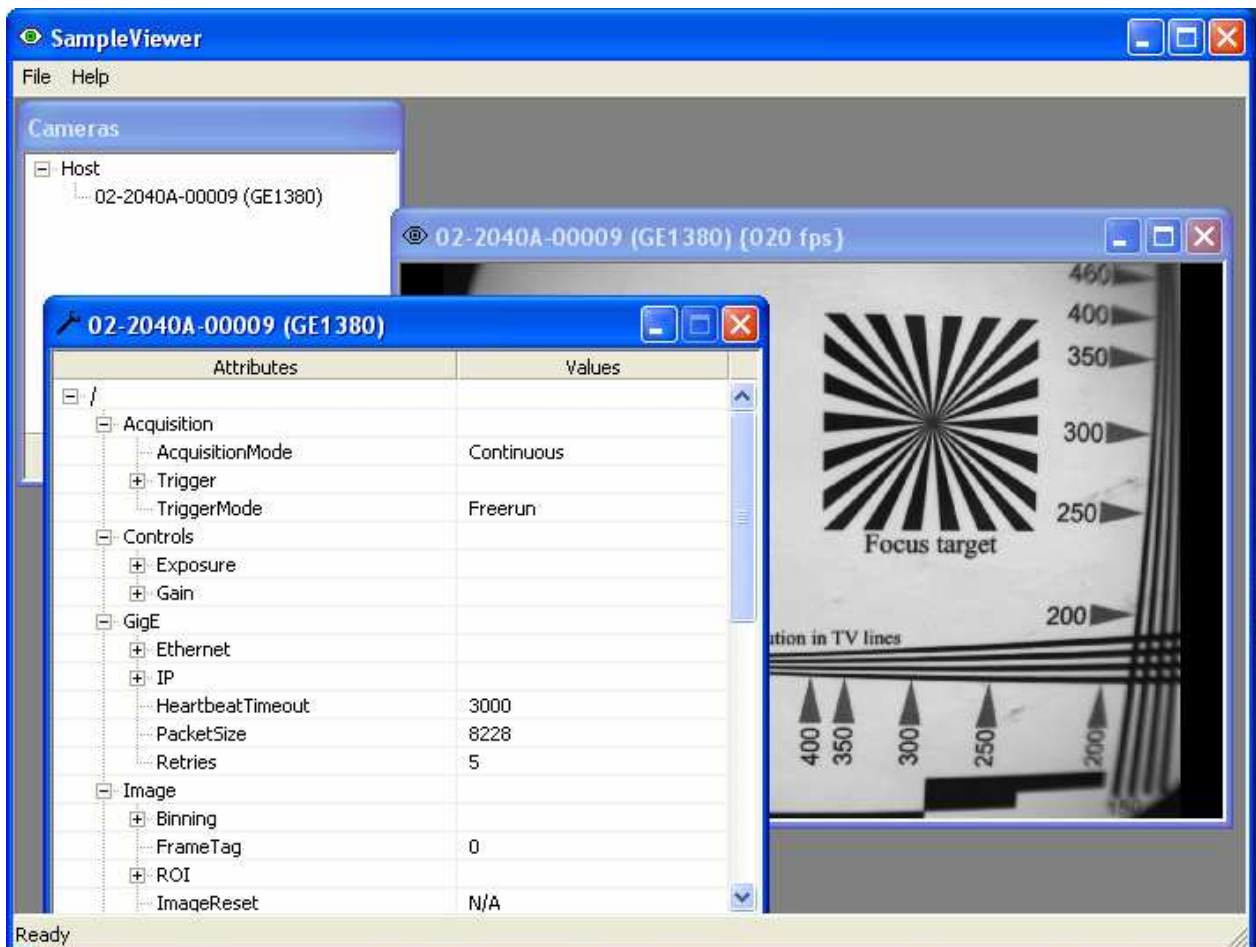 SampleViewer
File Help
Cameras
Host
02-2040A-00009 (GE1380)
02-2040A-00009 (GE1380) {020 fps}
460
400
350
300
250
200
Focus target
ution in TV lines
400
350
300
250
200
150
02-2040A-00009 (GE1380)
Attributes Values
/
Acquisition
AcquisitionMode Continuous
Trigger
TriggerMode Freerun
Controls
Exposure
Gain
GigE
Ethernet
IP
HeartbeatTimeout 3000
PacketSize 8228
Retries 5
Image
Binning
FrameTag 0
ROI
ImageReset N/A
Ready